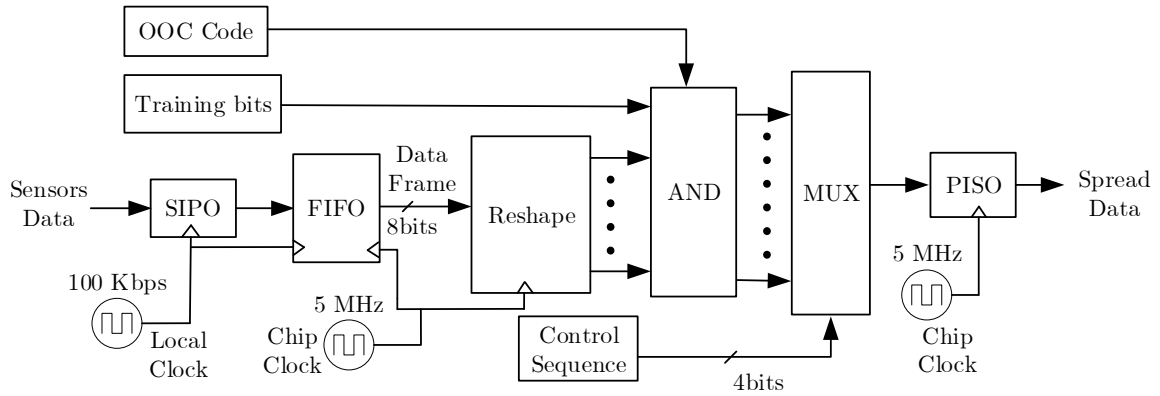 OOC Code
Training bits
Sensors
Data
SIPO
FIFO
Data
Frame
8bits
Reshape
AND
MUX
PISO
Spread
Data
100 Kbps
Local
Clock
5 MHz
Chip
Clock
Control
Sequence
4bits
5 MHz
Chip
Clock